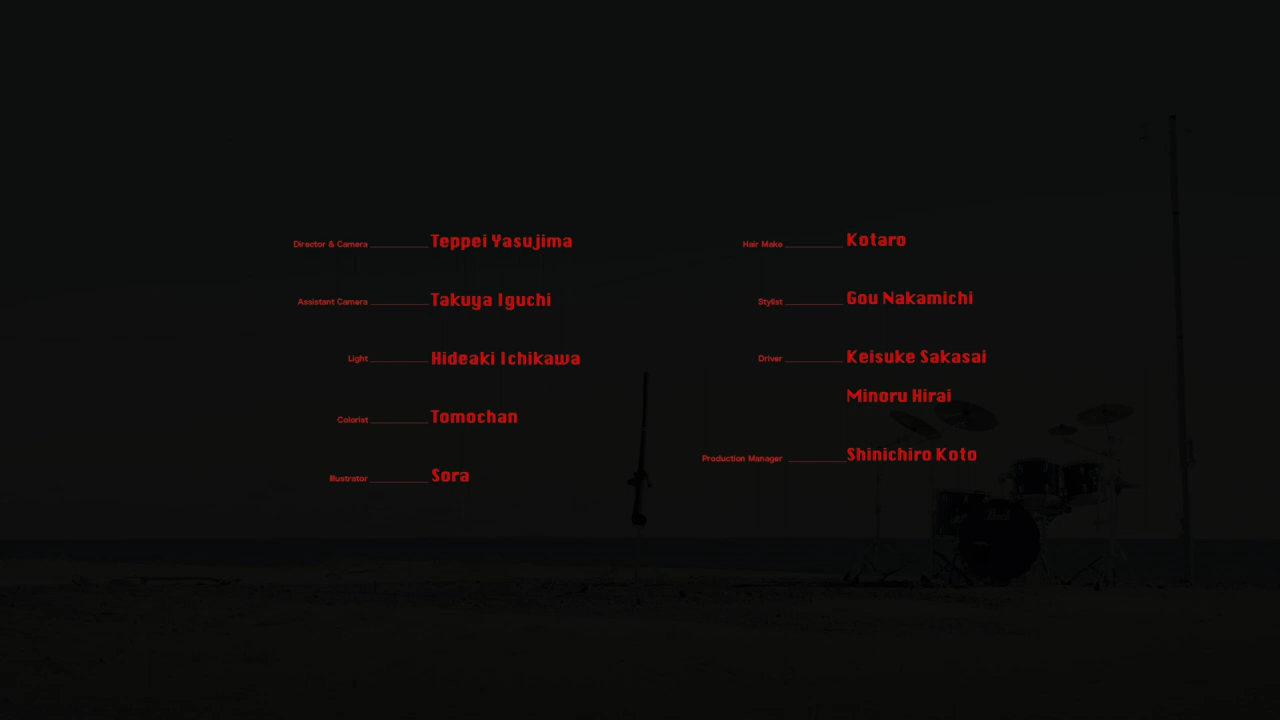 Director & Camera Teppei Yasujima
Assistant Camera Takuya Iguchi
Light Hideaki Ichikawa
Colorist Tomochan
Illustrator Sora
Hair Make Kotaro
Stylist Gou Nakamichi
Driver Keisuke Sakasai
Minoru Hirai
Production Manager Shinichiro Koto